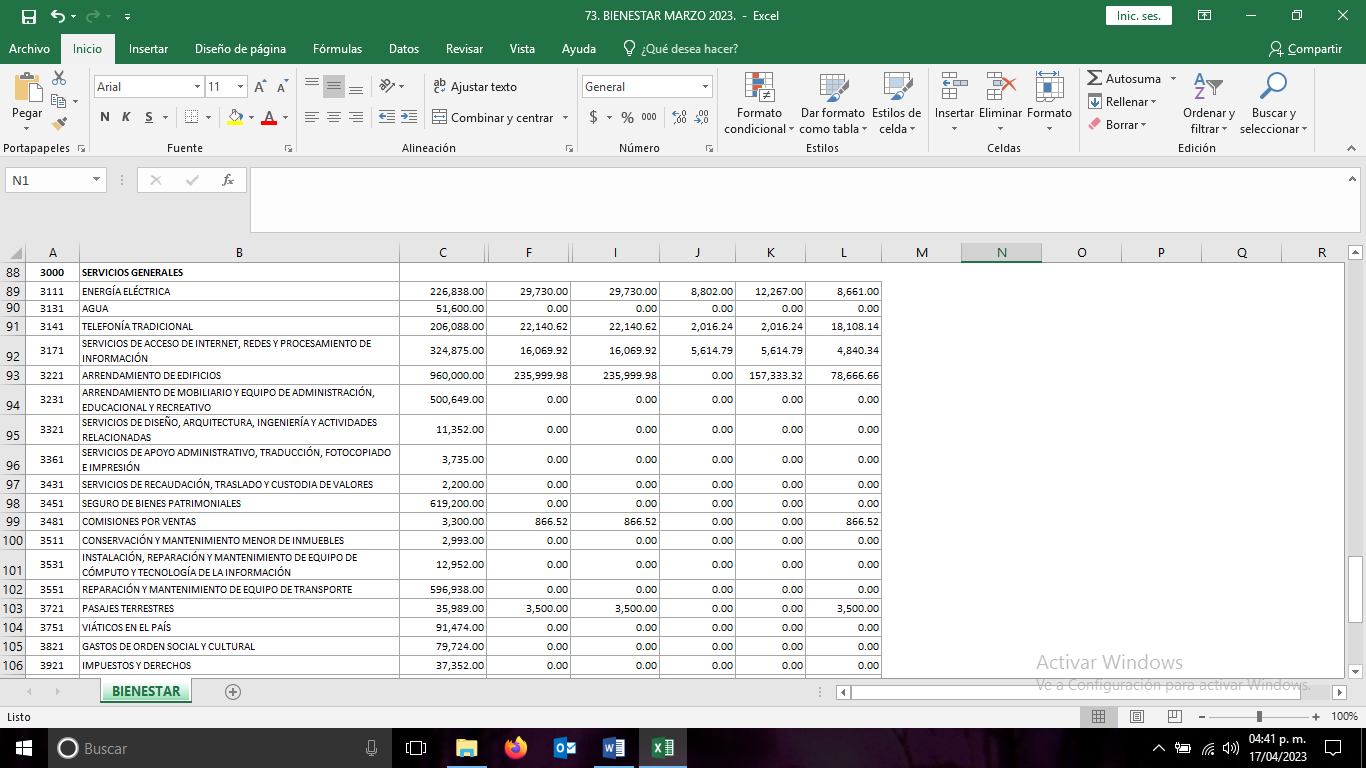 73. BIENESTAR MARZO 2023. - Excel
Inic. ses.
Archivo Inicio Insertar Diseño de página Fórmulas Datos Revisar Vista Ayuda ¿Qué desea hacer? Compartir
Pegar
Arial 11
N K S
Ajustar texto
Combinar y centrar
General
$ % 000
Formato condicional
Dar formato como tabla
Estilos de celda
Insertar Eliminar Formato
Autosuma
Rellenar
Borrar
Ordenar y filtrar
Buscar y seleccionar
Portapapeles Fuente Alineación Número Estilos Celdas Edición
N1 fx
A B C F I J K L M N O P Q R
88 3000 SERVICIOS GENERALES
89 3111 ENERGÍA ELÉCTRICA 226,838.00 29,730.00 29,730.00 8,802.00 12,267.00 8,661.00
90 3131 AGUA 51,600.00 0.00 0.00 0.00 0.00 0.00
91 3141 TELEFONÍA TRADICIONAL 206,088.00 22,140.62 22,140.62 2,016.24 2,016.24 18,108.14
92 3171 SERVICIOS DE ACCESO DE INTERNET, REDES Y PROCESAMIENTO DE
INFORMACIÓN 324,875.00 16,069.92 16,069.92 5,614.79 5,614.79 4,840.34
93 3221 ARRENDAMIENTO DE EDIFICIOS 960,000.00 235,999.98 235,999.98 0.00 157,333.32 78,666.66
94 3231 ARRENDAMIENTO DE MOBILIARIO Y EQUIPO DE ADMINISTRACIÓN,
EDUCACIONAL Y RECREATIVO 500,649.00 0.00 0.00 0.00 0.00 0.00
95 3321 SERVICIOS DE DISEÑO, ARQUITECTURA, INGENIERÍA Y ACTIVIDADES
RELACIONADAS 11,352.00 0.00 0.00 0.00 0.00 0.00
96 3361 SERVICIOS DE APOYO ADMINISTRATIVO, TRADUCCIÓN, FOTOCOPIADO
E IMPRESIÓN 3,735.00 0.00 0.00 0.00 0.00 0.00
97 3431 SERVICIOS DE RECAUDACIÓN, TRASLADO Y CUSTODIA DE VALORES 2,200.00 0.00 0.00 0.00 0.00 0.00
98 3451 SEGURO DE BIENES PATRIMONIALES 619,200.00 0.00 0.00 0.00 0.00 0.00
99 3481 COMISIONES POR VENTAS 3,300.00 866.52 866.52 0.00 0.00 866.52
100 3511 CONSERVACIÓN Y MANTENIMIENTO MENOR DE INMUEBLES 2,993.00 0.00 0.00 0.00 0.00 0.00
101 3531 INSTALACIÓN, REPARACIÓN Y MANTENIMIENTO DE EQUIPO DE
CÓMPUTO Y TECNOLOGÍA DE LA INFORMACIÓN 12,952.00 0.00 0.00 0.00 0.00 0.00
102 3551 REPARACIÓN Y MANTENIMIENTO DE EQUIPO DE TRANSPORTE 596,938.00 0.00 0.00 0.00 0.00 0.00
103 3721 PASAJES TERRESTRES 35,989.00 3,500.00 3,500.00 0.00 0.00 3,500.00
104 3751 VIÁTICOS EN EL PAÍS 91,474.00 0.00 0.00 0.00 0.00 0.00
105 3821 GASTOS DE ORDEN SOCIAL Y CULTURAL 79,724.00 0.00 0.00 0.00 0.00 0.00
106 3921 IMPUESTOS Y DERECHOS 37,352.00 0.00 0.00 0.00 0.00 0.00
Activar Windows
Ve a Configuración para activar Windows.
BIENESTAR
Listo 100%
Buscar
04:41 p. m.
17/04/2023